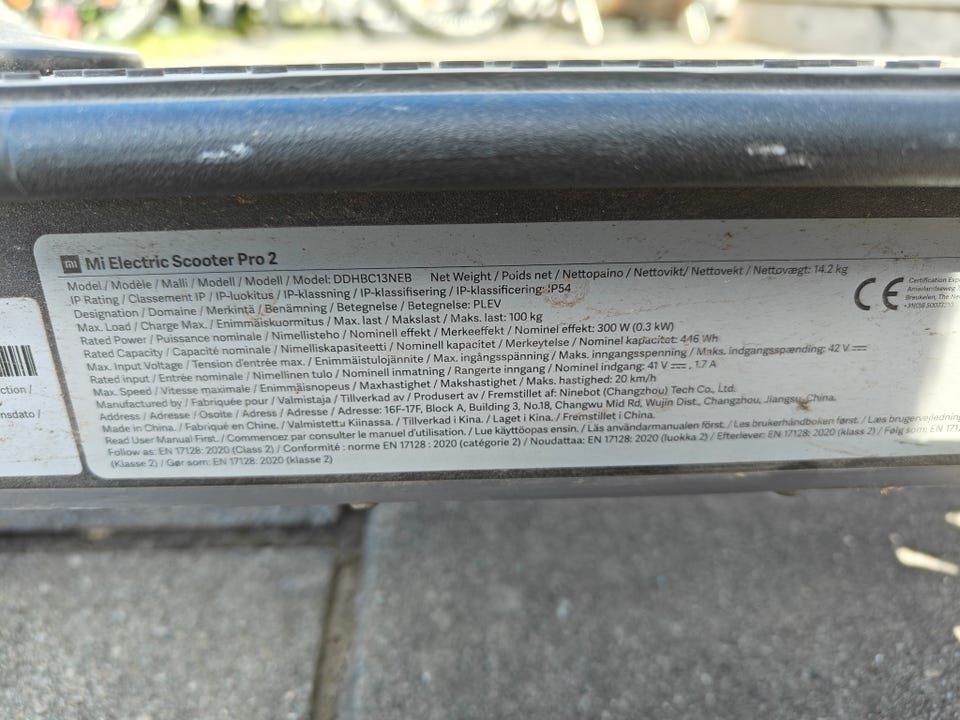 mi Mi Electric Scooter Pro 2
Model / Modèle / Malli / Modell / Modell / Model: DDHBC13NEB Net Weight / Poids net / Nettopaino / Nettovikt / Nettovekt / Nettovægt: 14.2 kg
IP Rating / Classement IP / IP-luokitus / IP-klassning / IP-klassifisering / IP-klassificering: IP54
Designation / Domaine / Merkintä / Benämning / Betegnelse / Betegnelse: PLEV
Max. Load / Charge Max. / Enimmäiskuormitus / Max. last / Makslast / Maks. last: 100 kg
Rated Power / Puissance nominale / Nimellisteho / Nominell effekt / Merkeeffekt / Nominel effekt: 300 W (0.3 kW)
Rated Capacity / Capacité nominale / Nimelliskapasiteetti / Nominell kapacitet / Merkeytelse / Nominel kapacitet: 446 Wh
Max. Input Voltage / Tension d'entrée max. / Enimmäistulojännite / Max. ingångsspänning / Maks. inngangsspenning / Maks. indgangsspænding: 42 V⎓
Rated input / Entrée nominale / Nimellinen tulo / Nominell inmatning / Rangerte inngang / Nominel indgang: 41 V⎓, 1.7 A
Max. Speed / Vitesse maximale / Enimmäisnopeus / Maxhastighet / Makshastighet / Maks. hastighed: 20 km/h
Manufactured by / Fabriquée pour / Valmistaja / Tillverkad av / Produsert av / Fremstillet af: Ninebot (Changzhou) Tech Co., Ltd.
Address / Adresse / Osoite / Adress / Adresse / Adresse: 16F-17F, Block A, Building 3, No.18, Changwu Mid Rd, Wujin Dist., Changzhou, Jiangsu, China.
Made in China. / Fabriqué en Chine. / Valmistettu Kiinassa. / Tillverkad i Kina. / Laget i Kina. / Fremstillet i China.
Read User Manual First. / Commencez par consulter le manuel d'utilisation. / Lue käyttöopas ensin. / Läs användarmanualen först. / Les brukerhåndboken først. / Læs brugervejledning
Follow as: EN 17128: 2020 (Class 2) / Conformité : norme EN 17128 : 2020 (catégorie 2) / Noudattaa: EN 17128: 2020 (luokka 2) / Efterlever: EN 17128: 2020 (klass 2) / Følg som: EN 171
(Klasse 2) / Gør som: EN 17128: 2020 (klasse 2)
CE
Certification Exp
Amerlandseweg
Breukelen, The Ne
ction /
nsdato /